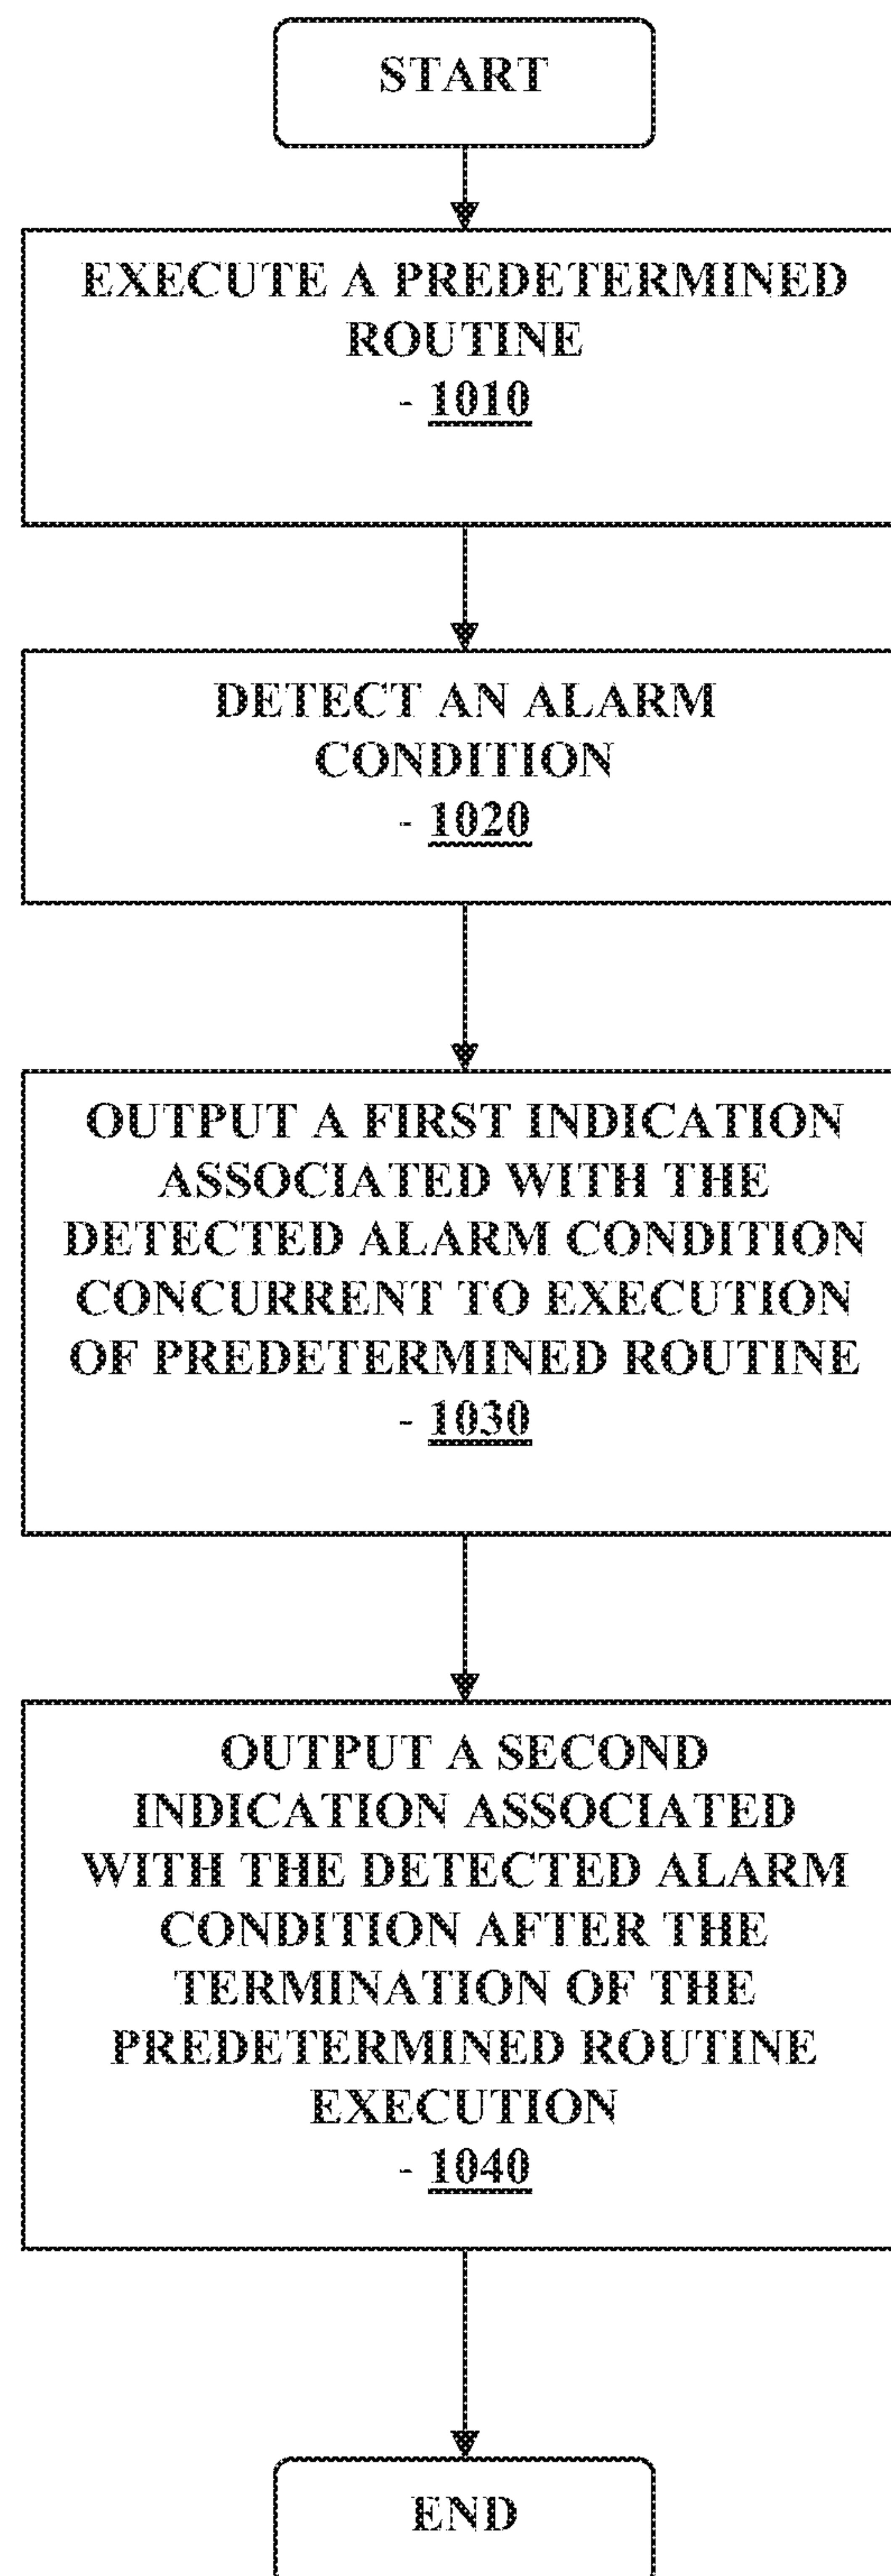 START
EXECUTE A PREDETERMINED
ROUTINE
- 1010
DETECT AN ALARM
CONDITION
- 1020
OUTPUT A FIRST INDICATION
ASSOCIATED WITH THE
DETECTED ALARM CONDITION
CONCURRENT TO EXECUTION
OF PREDETERMINED ROUTINE
- 1030
OUTPUT A SECOND
INDICATION ASSOCIATED
WITH THE DETECTED ALARM
CONDITION AFTER THE
TERMINATION OF THE
PREDETERMINED ROUTINE
EXECUTION
- 1040
END